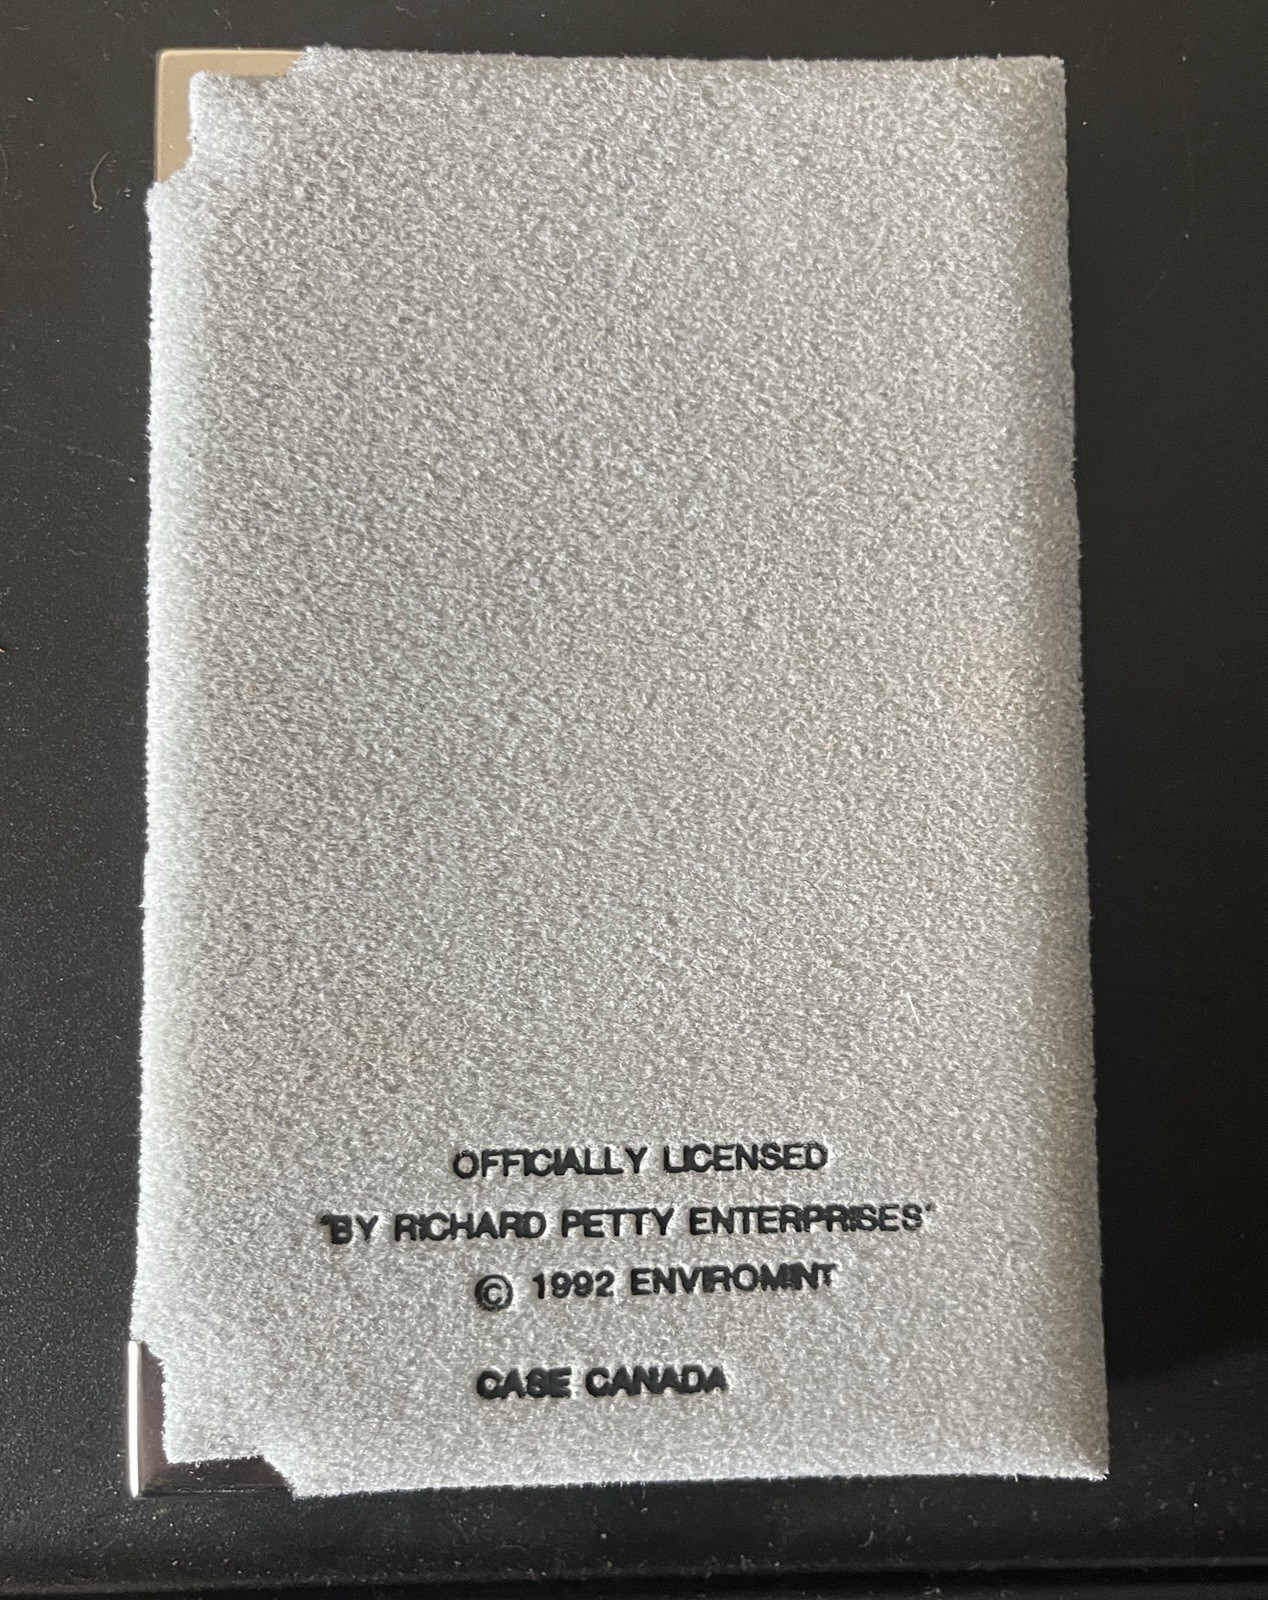 OFFICIALLY LICENSED
"BY RICHARD PETTY ENTERPRISES"
© 1992 ENVIROMINT
CASE CANADA